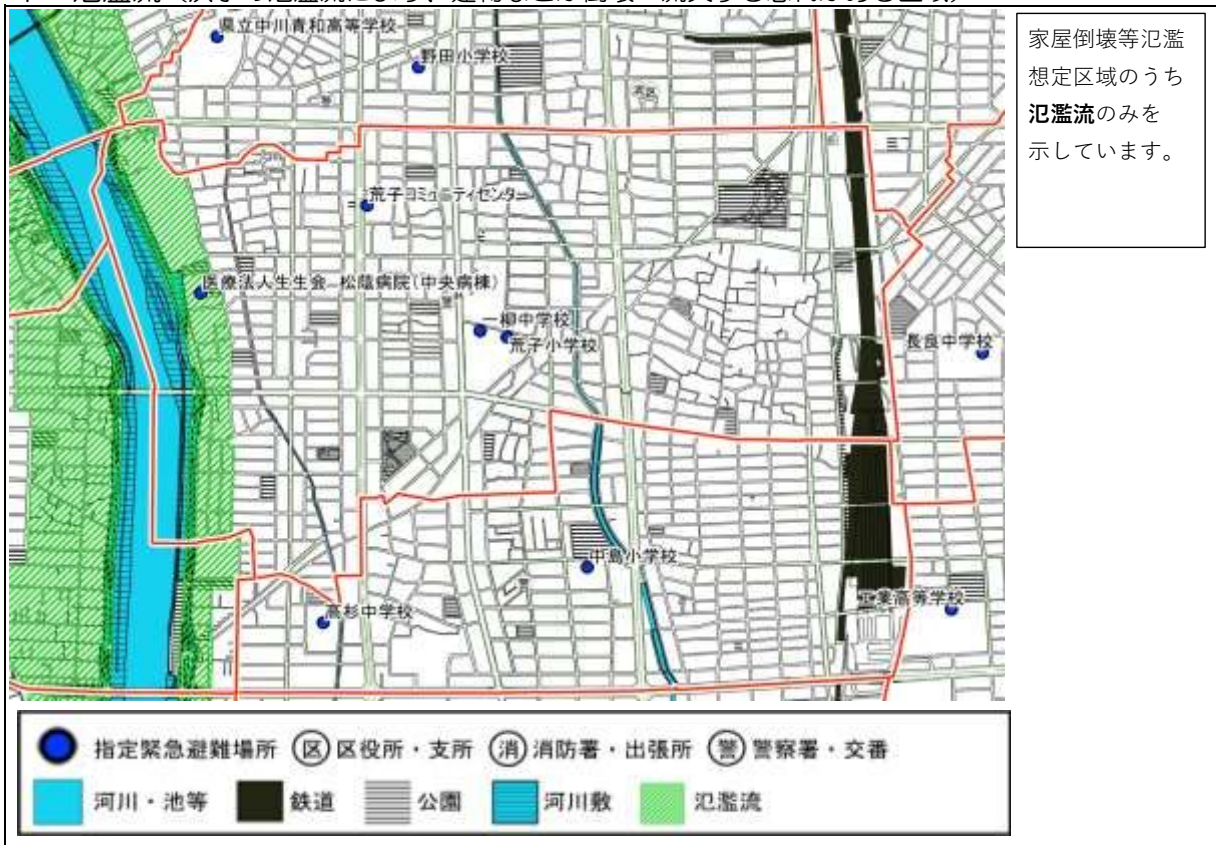 家屋倒壊等氾濫
想定区域のうち
氾濫流のみを
示しています。
県立中川青和高等学校
野田小学校
荒子コミュニティセンター
医療法人生生会 松蔭病院(中央病棟)
一柳中学校
荒子小学校
長良中学校
中島小学校
工業高等学校
高杉中学校
指定緊急避難場所 区 区役所・支所 消 消防署・出張所 警 警察署・交番
河川・池等 鉄道 公園 河川敷 氾濫流